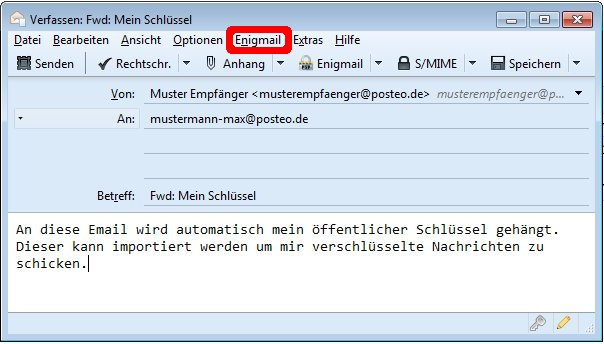 Verfassen: Fwd: Mein Schlüssel
Datei Bearbeiten Ansicht Optionen Enigmail Extras Hilfe
Senden Rechtschr. Anhang Enigmail S/MIME Speichern
Von: Muster Empfänger <musterempfaenger@posteo.de> musterempfaenger@p...
An: mustermann-max@posteo.de
Betreff: Fwd: Mein Schlüssel
An diese Email wird automatisch mein öffentlicher Schlüssel gehängt.
Dieser kann importiert werden um mir verschlüsselte Nachrichten zu
schicken.